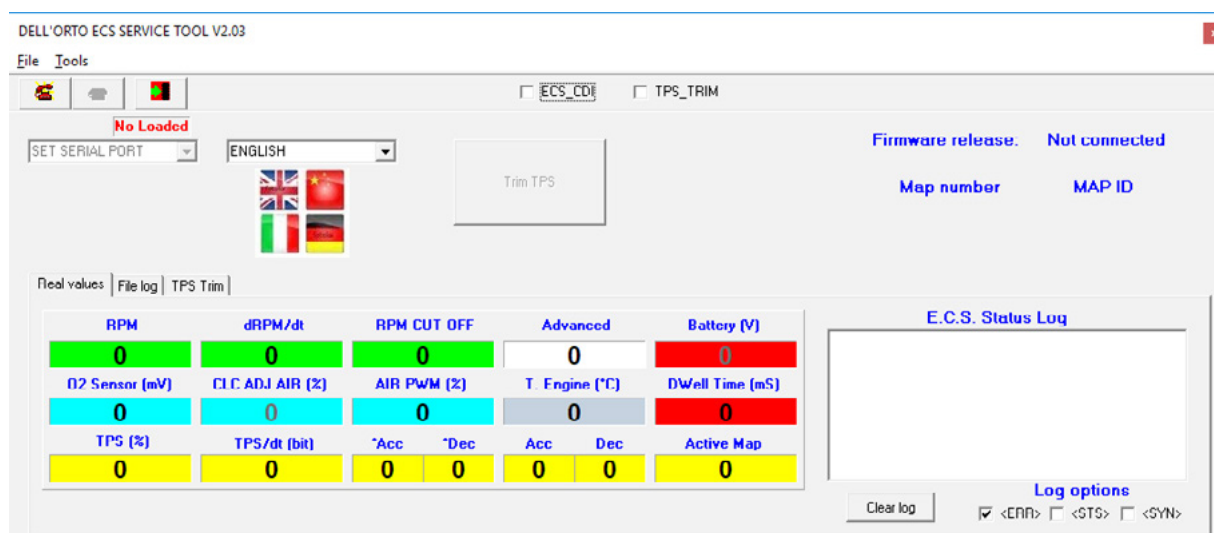 DELL'ORTO ECS SERVICE TOOL V2.03
File Tools
ECS_CDI TPS_TRIM
No Loaded
SET SERIAL PORT ENGLISH
Trim TPS
Firmware release: Not connected
Map number MAP ID
Real values File log TPS Trim
RPM dRPM/dt RPM CUT OFF Advanced Battery (V)
0 0 0 0 0
O2 Sensor (mV) CLC ADJ AIR (%) AIR PWM (%) T. Engine (°C) DWell Time (mS)
0 0 0 0 0
TPS (%) TPS/dt (bit) °Acc °Dec Acc Dec Active Map
0 0 0 0 0 0 0
E.C.S. Status Log
Log options
Clear log <ERR> <STS> <SYN>